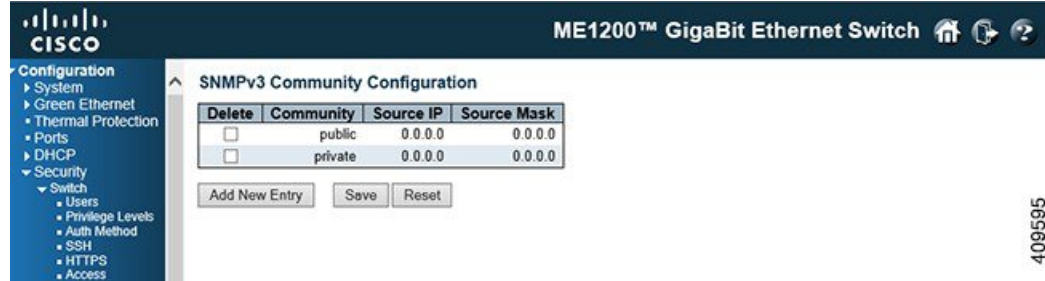 CISCO
ME1200™ GigaBit Ethernet Switch
Configuration
System
Green Ethernet
Thermal Protection
Ports
DHCP
Security
Switch
Users
Privilege Levels
Auth Method
SSH
HTTPS
Access
SNMPv3 Community Configuration
Delete Community Source IP Source Mask
public 0.0.0.0 0.0.0.0
private 0.0.0.0 0.0.0.0
Add New Entry Save Reset
409595